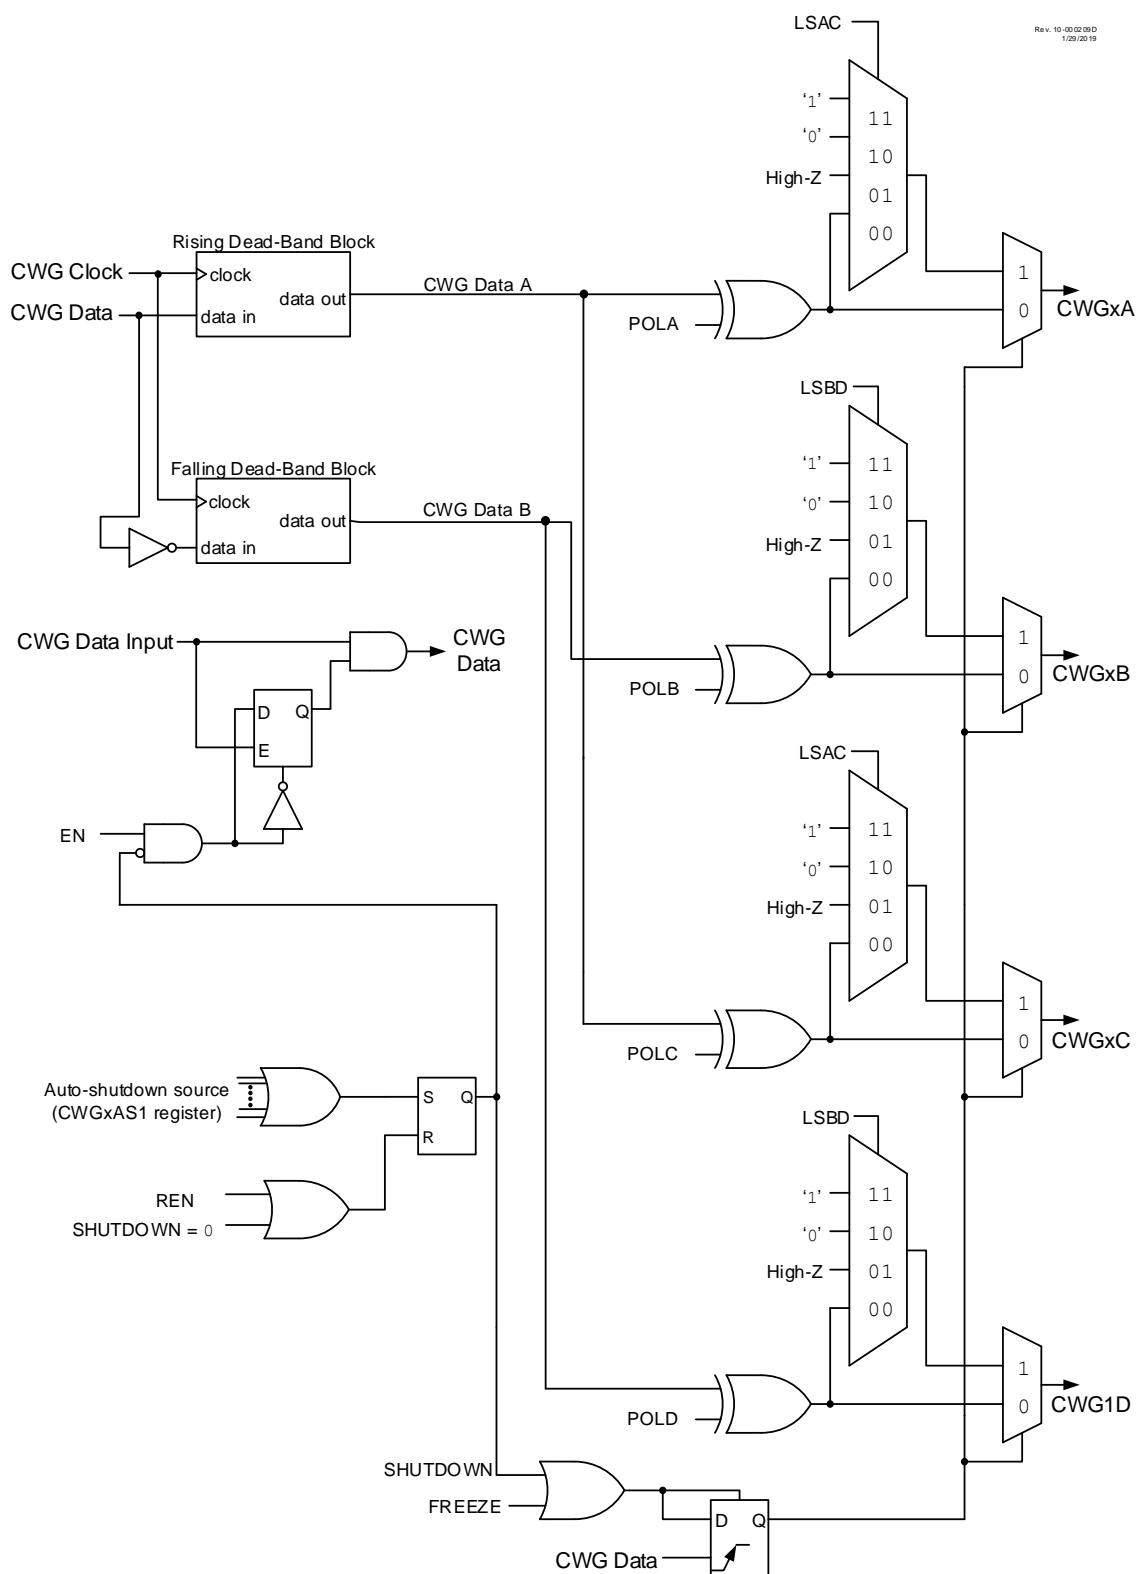 LSAC
Rev. 10-000209D
1/29/2019
'1'
11
'0'
10
High-Z
01
00
Rising Dead-Band Block
CWG Clock
clock
CWG Data
data in
data out
CWG Data A
POLA
1
0
CWGxA
LSBD
'1'
11
'0'
10
High-Z
01
00
Falling Dead-Band Block
clock
data out
data in
CWG Data B
POLB
1
0
CWGxB
CWG Data Input
CWG
Data
D
Q
E
EN
LSAC
'1'
11
'0'
10
High-Z
01
00
POLC
1
0
CWGxC
Auto-shutdown source
(CWGxAS1 register)
S
Q
R
REN
SHUTDOWN = 0
LSBD
'1'
11
'0'
10
High-Z
01
00
POLD
1
0
CWG1D
SHUTDOWN
FREEZE
D
Q
CWG Data